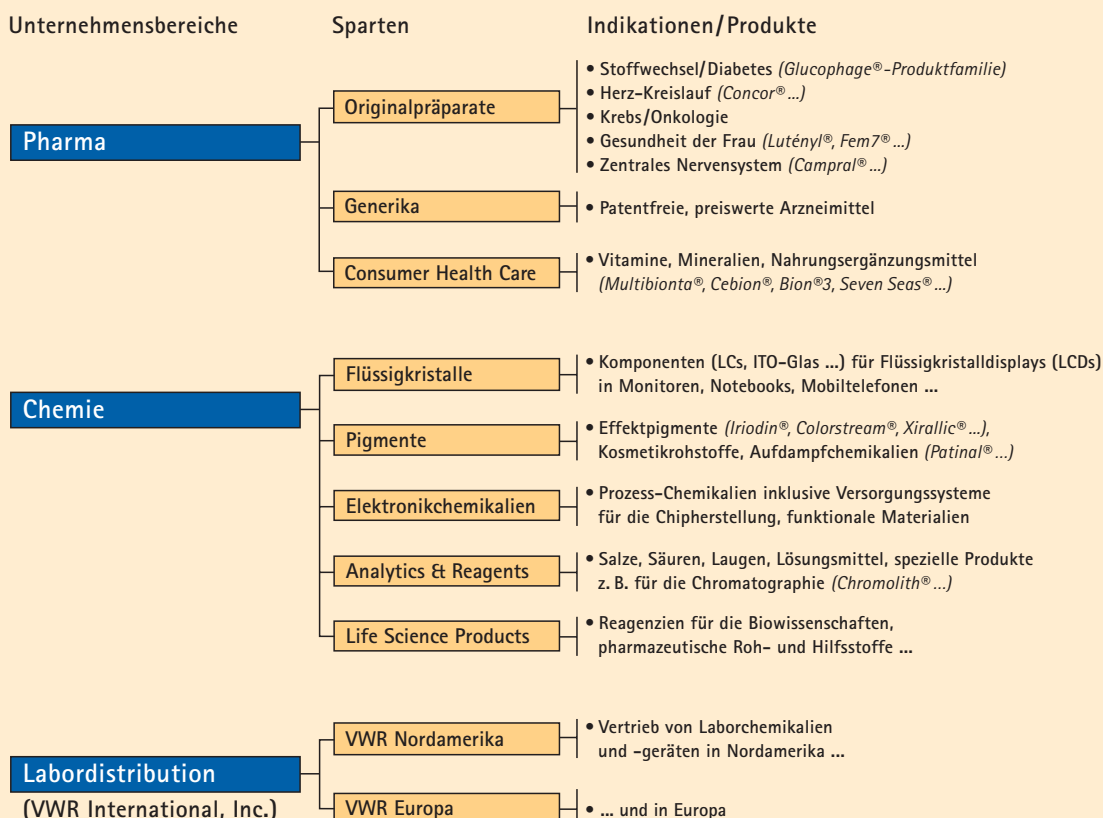 Unternehmensbereiche Sparten Indikationen/Produkte
Pharma
Originalpräparate
• Stoffwechsel/Diabetes (Glucophage®-Produktfamilie)
• Herz-Kreislauf (Concor® ...)
• Krebs/Onkologie
• Gesundheit der Frau (Lutényl®, Fem7® ...)
• Zentrales Nervensystem (Campral® ...)
Generika
• Patentfreie, preiswerte Arzneimittel
Consumer Health Care
• Vitamine, Mineralien, Nahrungsergänzungsmittel
(Multibionta®, Cebion®, Bion®3, Seven Seas® ...)
Chemie
Flüssigkristalle
• Komponenten (LCs, ITO-Glas ...) für Flüssigkristalldisplays (LCDs)
in Monitoren, Notebooks, Mobiltelefonen ...
Pigmente
• Effektpigmente (Iriodin®, Colorstream®, Xirallic® ...),
Kosmetikrohstoffe, Aufdampfchemikalien (Patinal® ...)
Elektronikchemikalien
• Prozess-Chemikalien inklusive Versorgungssysteme
für die Chipherstellung, funktionale Materialien
Analytics & Reagents
• Salze, Säuren, Laugen, Lösungsmittel, spezielle Produkte
z. B. für die Chromatographie (Chromolith® ...)
Life Science Products
• Reagenzien für die Biowissenschaften,
pharmazeutische Roh- und Hilfsstoffe ...
Labordistribution
(VWR International, Inc.)
VWR Nordamerika
• Vertrieb von Laborchemikalien
und -geräten in Nordamerika ...
VWR Europa
• ... und in Europa